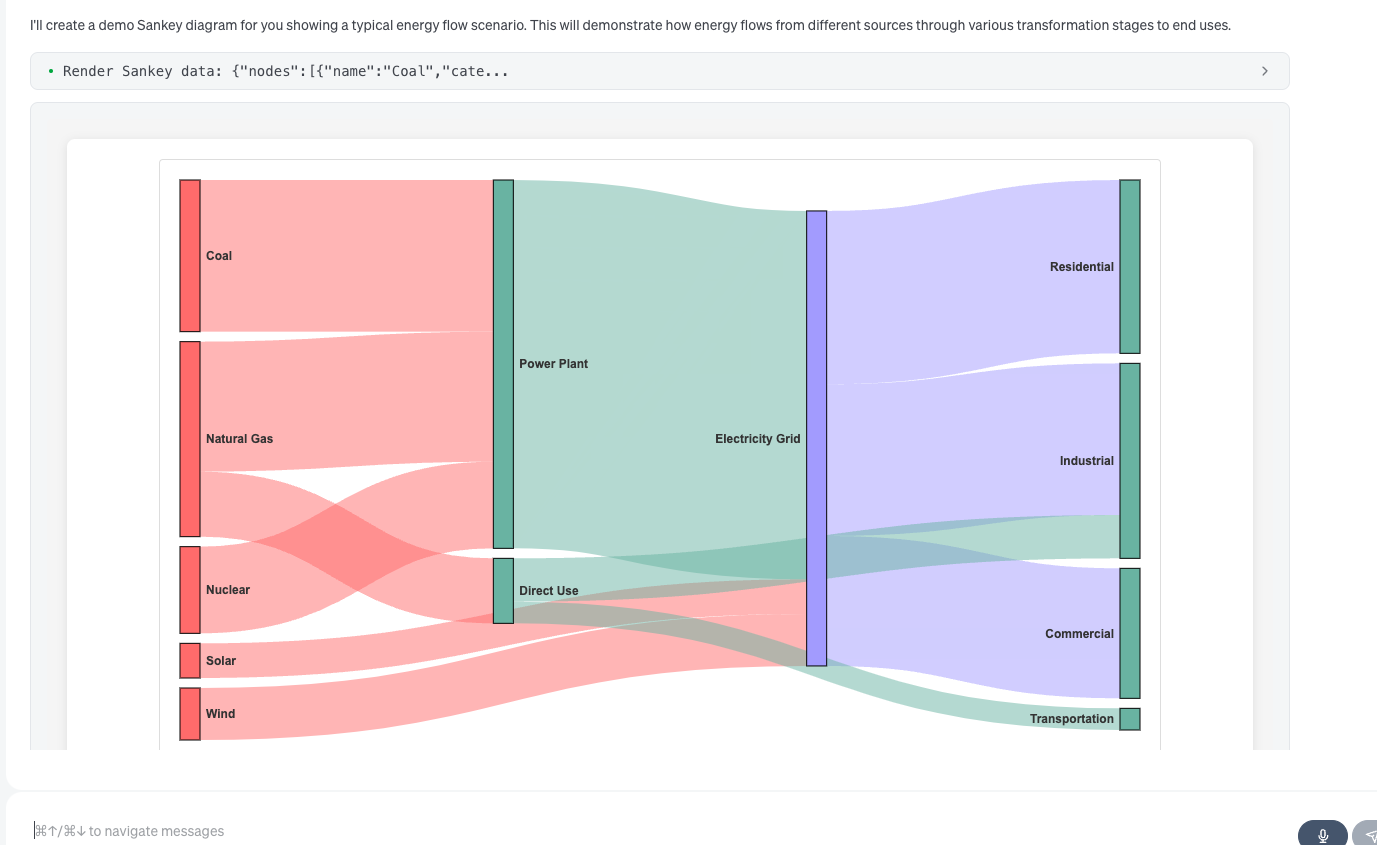 I'll create a demo Sankey diagram for you showing a typical energy flow scenario. This will demonstrate how energy flows from different sources through various transformation stages to end uses.
Render Sankey data: {"nodes":[{"name":"Coal","cate...
Coal
Residential
Power Plant
Natural Gas
Electricity Grid
Industrial
Nuclear
Direct Use
Commercial
Solar
Wind
Transportation
⌘↑/⌘↓ to navigate messages